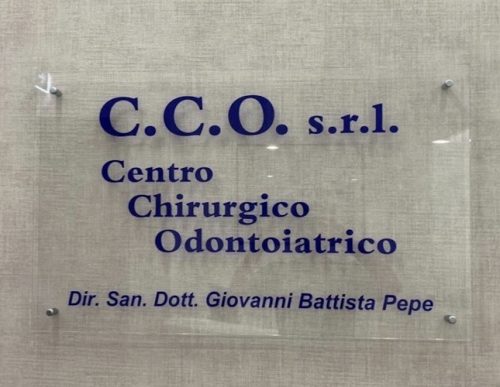 C.C.O. s.r.l.
Centro
Chirurgico
Odontoiatrico
Dir. San. Dott. Giovanni Battista Pepe